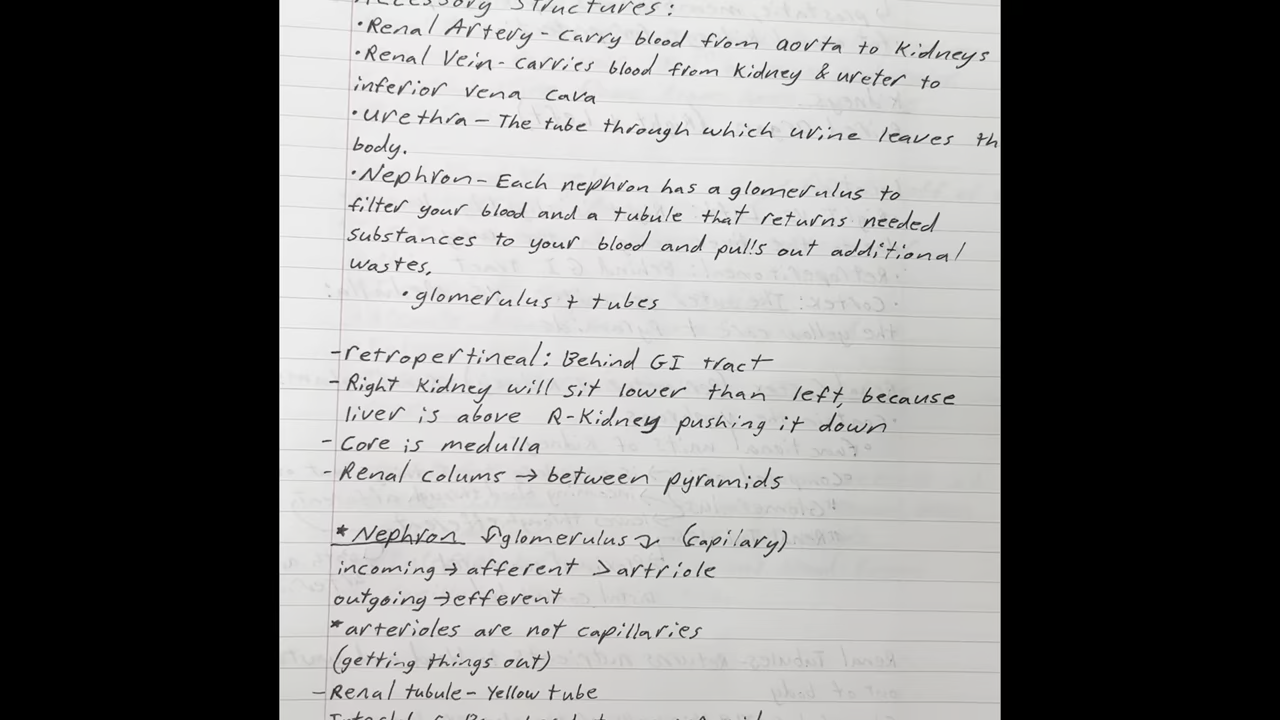 Accessory Structures:
•Renal Artery - Carry blood from aorta to Kidneys
•Renal Vein - Carries blood from Kidney & ureter to
inferior vena cava
•urethra - The tube through which urine leaves th
body.
•Nephron - Each nephron has a glomerulus to
filter your blood and a tubule that returns needed
substances to your blood and pulls out additional
wastes.
•glomerulus + tubes
-retropertineal: Behind GI tract
-Right Kidney will sit lower than left, because
liver is above R-Kidney pushing it down
-Core is medulla
-Renal colums → between pyramids
*Nephron ↶glomerulus↷ (capilary)
incoming → afferent >artriole
outgoing → efferent
*arterioles are not capillaries
(getting things out)
-Renal tubule - Yellow tube